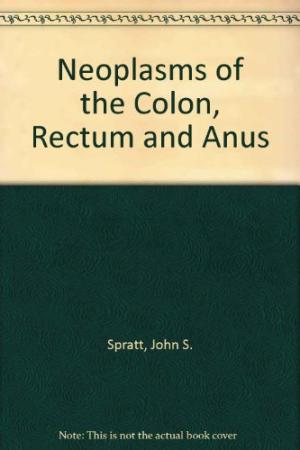 Neoplasms of
the Colon,
Rectum and Anus
Spratt, John S.
Note: This is not the actual book cover